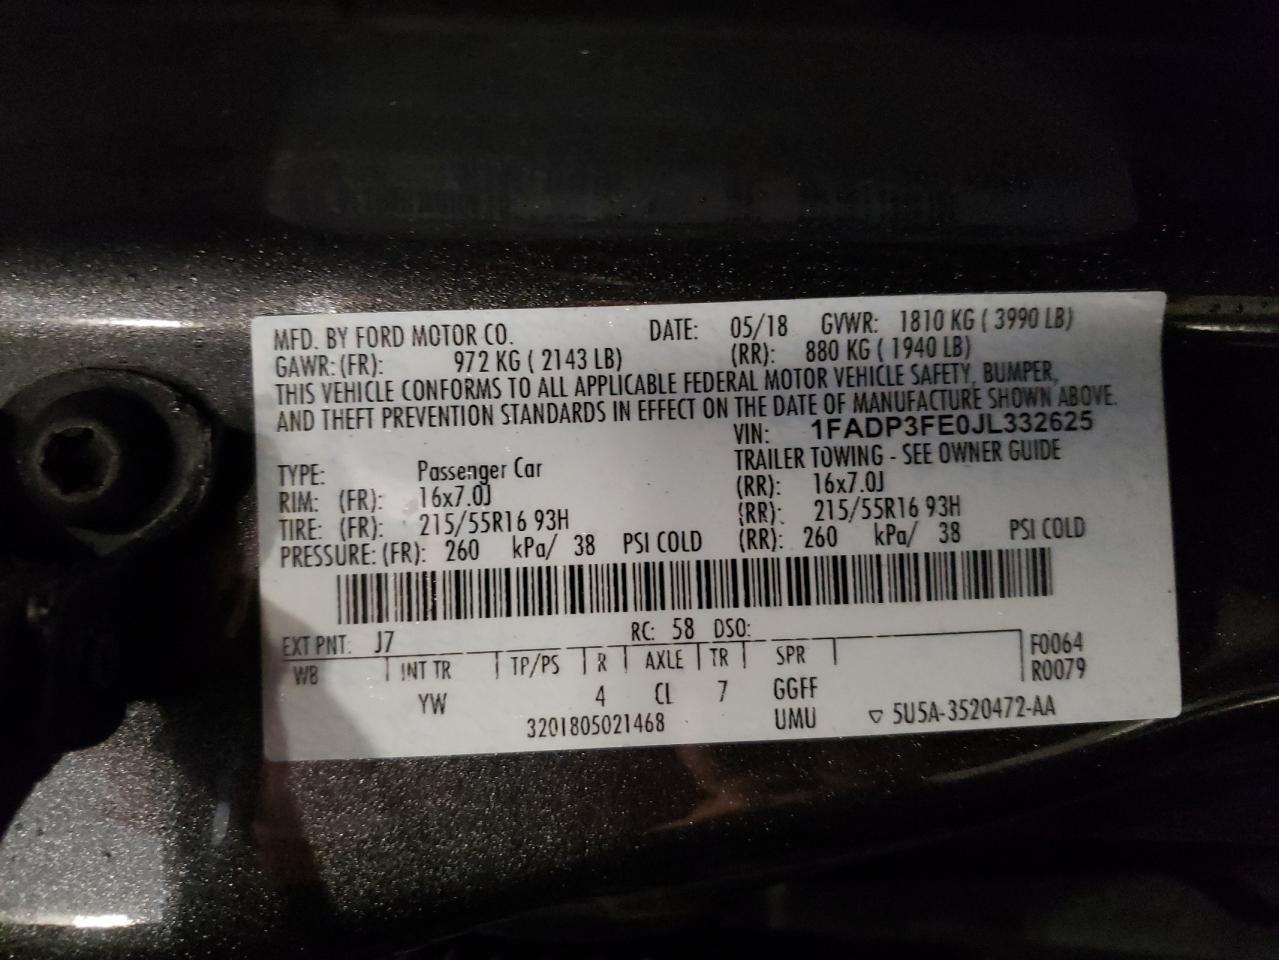 MFD. BY FORD MOTOR CO. DATE: 05/18 GVWR: 1810 KG ( 3990 LB)
GAWR: (FR): 972 KG ( 2143 LB) (RR): 880 KG ( 1940 LB)
THIS VEHICLE CONFORMS TO ALL APPLICABLE FEDERAL MOTOR VEHICLE SAFETY, BUMPER,
AND THEFT PREVENTION STANDARDS IN EFFECT ON THE DATE OF MANUFACTURE SHOWN ABOVE.
VIN: 1FADP3FE0JL332625
TYPE: Passenger Car TRAILER TOWING - SEE OWNER GUIDE
RIM: (FR): 16x7.0J (RR): 16x7.0J
TIRE: (FR): 215/55R16 93H (RR): 215/55R16 93H
PRESSURE: (FR): 260 kPa/ 38 PSI COLD (RR): 260 kPa/ 38 PSI COLD
EXT PNT: J7 RC: 58 DSO:
WB INT TR TP/PS R AXLE TR SPR F0064
R0079
YW 4 CL 7 GGFF
3201805021468 UMU ▽ 5U5A-3520472-AA